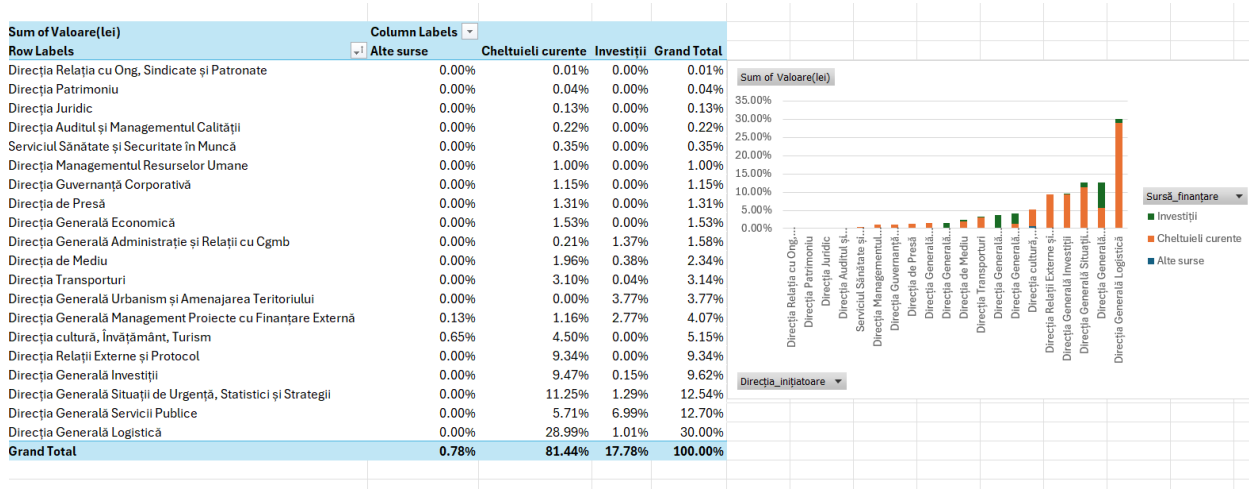 Sum of Valoare(lei) Column Labels
Row Labels Alte surse Cheltuieli curente Investiții Grand Total
Direcția Relația cu Ong, Sindicate și Patronate 0.00% 0.01% 0.00% 0.01%
Direcția Patrimoniu 0.00% 0.04% 0.00% 0.04%
Direcția Juridic 0.00% 0.13% 0.00% 0.13%
Direcția Auditul și Managementul Calității 0.00% 0.22% 0.00% 0.22%
Serviciul Sănătate și Securitate în Muncă 0.00% 0.35% 0.00% 0.35%
Direcția Managementul Resurselor Umane 0.00% 1.00% 0.00% 1.00%
Direcția Guvernanță Corporativă 0.00% 1.15% 0.00% 1.15%
Direcția de Presă 0.00% 1.31% 0.00% 1.31%
Direcția Generală Economică 0.00% 1.53% 0.00% 1.53%
Direcția Generală Administrație și Relații cu Cgmb 0.00% 0.21% 1.37% 1.58%
Direcția de Mediu 0.00% 1.96% 0.38% 2.34%
Direcția Transporturi 0.00% 3.10% 0.04% 3.14%
Direcția Generală Urbanism și Amenajarea Teritoriului 0.00% 0.00% 3.77% 3.77%
Direcția Generală Management Proiecte cu Finanțare Externă 0.13% 1.16% 2.77% 4.07%
Direcția cultură, Învățământ, Turism 0.65% 4.50% 0.00% 5.15%
Direcția Relații Externe și Protocol 0.00% 9.34% 0.00% 9.34%
Direcția Generală Investiții 0.00% 9.47% 0.15% 9.62%
Direcția Generală Situații de Urgență, Statistici și Strategii 0.00% 11.25% 1.29% 12.54%
Direcția Generală Servicii Publice 0.00% 5.71% 6.99% 12.70%
Direcția Generală Logistică 0.00% 28.99% 1.01% 30.00%
Grand Total 0.78% 81.44% 17.78% 100.00%
Sum of Valoare(lei)
35.00%
30.00%
25.00%
20.00%
15.00%
10.00%
5.00%
0.00%
Direcția Relația cu Ong,...
Direcția Patrimoniu
Direcția Juridic
Direcția Auditul și...
Serviciul Sănătate și...
Direcția Managementul...
Direcția Guvernanță...
Direcția de Presă
Direcția Generală...
Direcția Generală...
Direcția de Mediu
Direcția Transporturi
Direcția Generală...
Direcția Generală...
Direcția cultură,...
Direcția Relații Externe și...
Direcția Generală Investiții
Direcția Generală Situații...
Direcția Generală...
Direcția Generală Logistică
Sursă_finanțare
Investiții
Cheltuieli curente
Alte surse
Direcția_inițiatoare